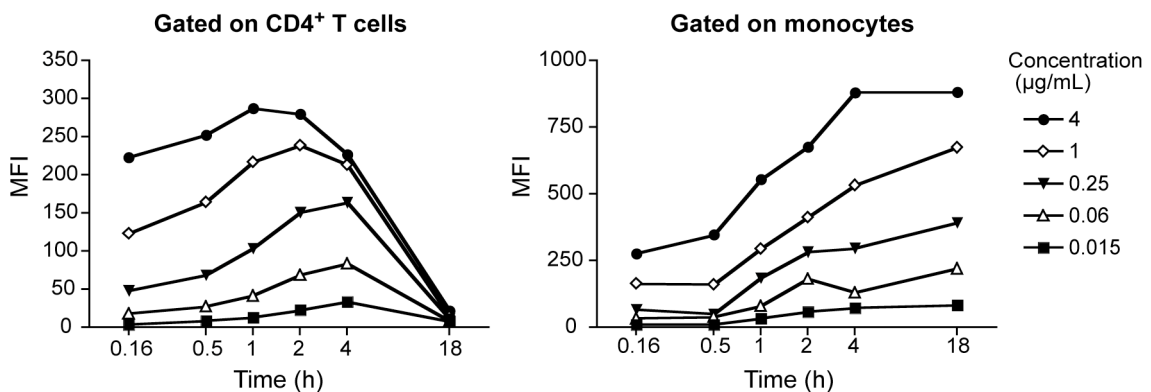 Gated on CD4⁺ T cells
350
300
250
200
150
100
50
0
MFI
0.16 0.5 1 2 4 18
Time (h)
Gated on monocytes
1000
750
500
250
0
MFI
0.16 0.5 1 2 4 18
Time (h)
Concentration
(µg/mL)
4
1
0.25
0.06
0.015